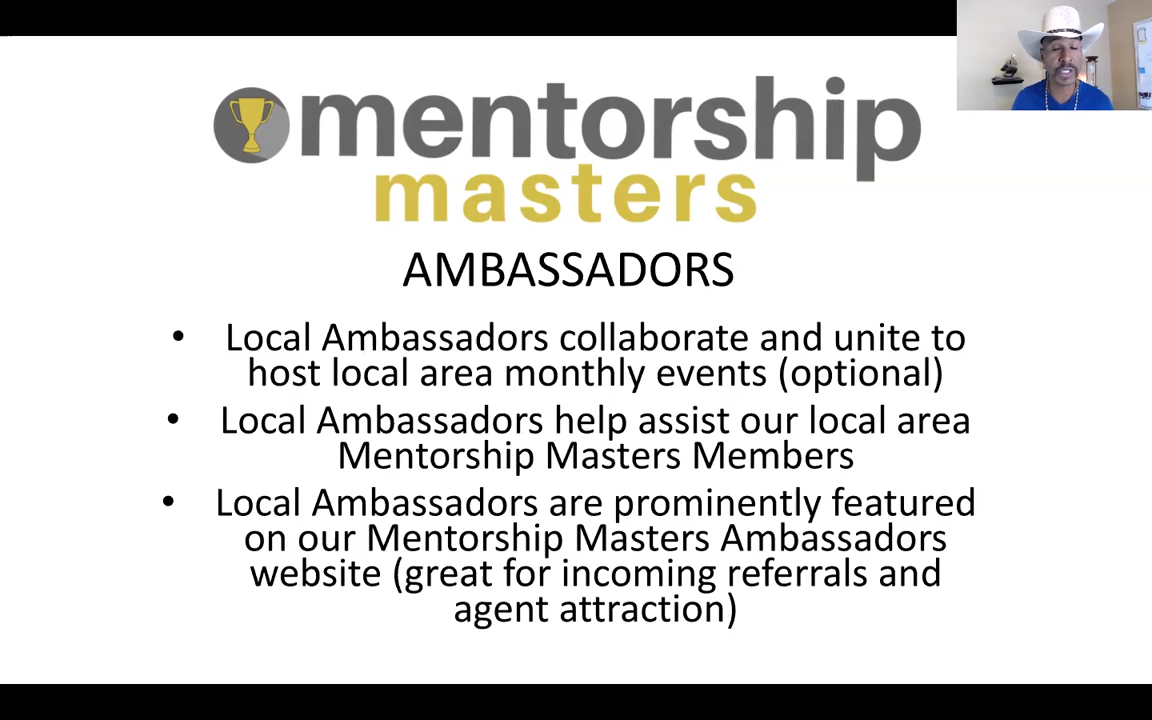 mentorship
masters
AMBASSADORS
• Local Ambassadors collaborate and unite to
host local area monthly events (optional)
• Local Ambassadors help assist our local area
Mentorship Masters Members
• Local Ambassadors are prominently featured
on our Mentorship Masters Ambassadors
website (great for incoming referrals and
agent attraction)